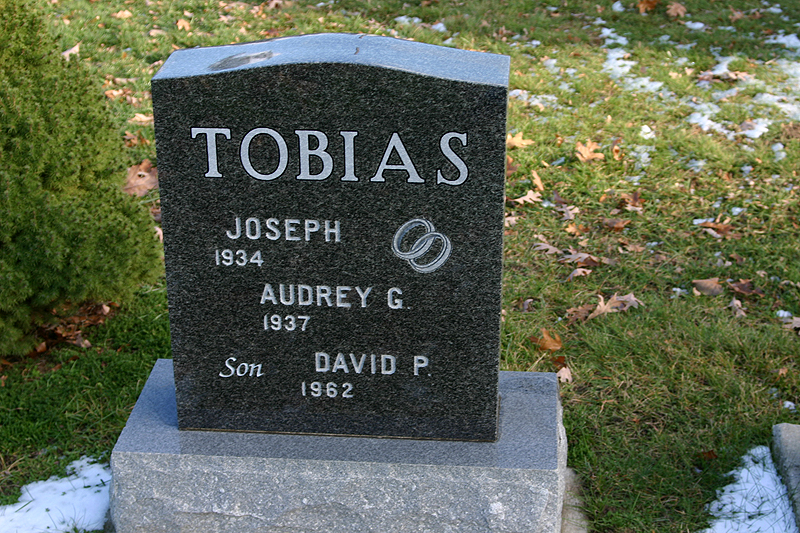 TOBIAS
JOSEPH
1934
AUDREY G.
1937
Son DAVID P.
1962